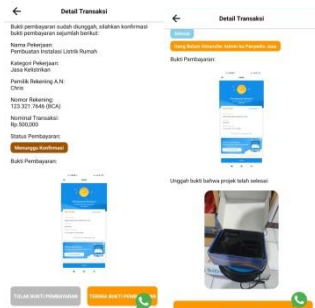 Detail Transaksi
Bukti pembayaran sudah diunggah, silahkan konfirmasi
bukti pembayaran sejumlah berikut:
Nama Pekerjaan:
Pembuatan Instalasi Listrik Rumah
Kategori Pekerjaan:
Jasa Kelistrikan
Pemilik Rekening A.N:
Chris
Nomor Rekening:
123.321.7646 (BCA)
Nominal Transaksi:
Rp.500,000
Status Pembayaran:
Menunggu Konfirmasi
Bukti Pembayaran:
TOLAK BUKTI PEMBAYARAN
TERIMA BUKTI
Detail Transaksi
Selesai
Uang Belum Ditransfer Admin ke Penyedia Jasa
Bukti Pembayaran:
Unggah bukti bahwa projek telah selesai: